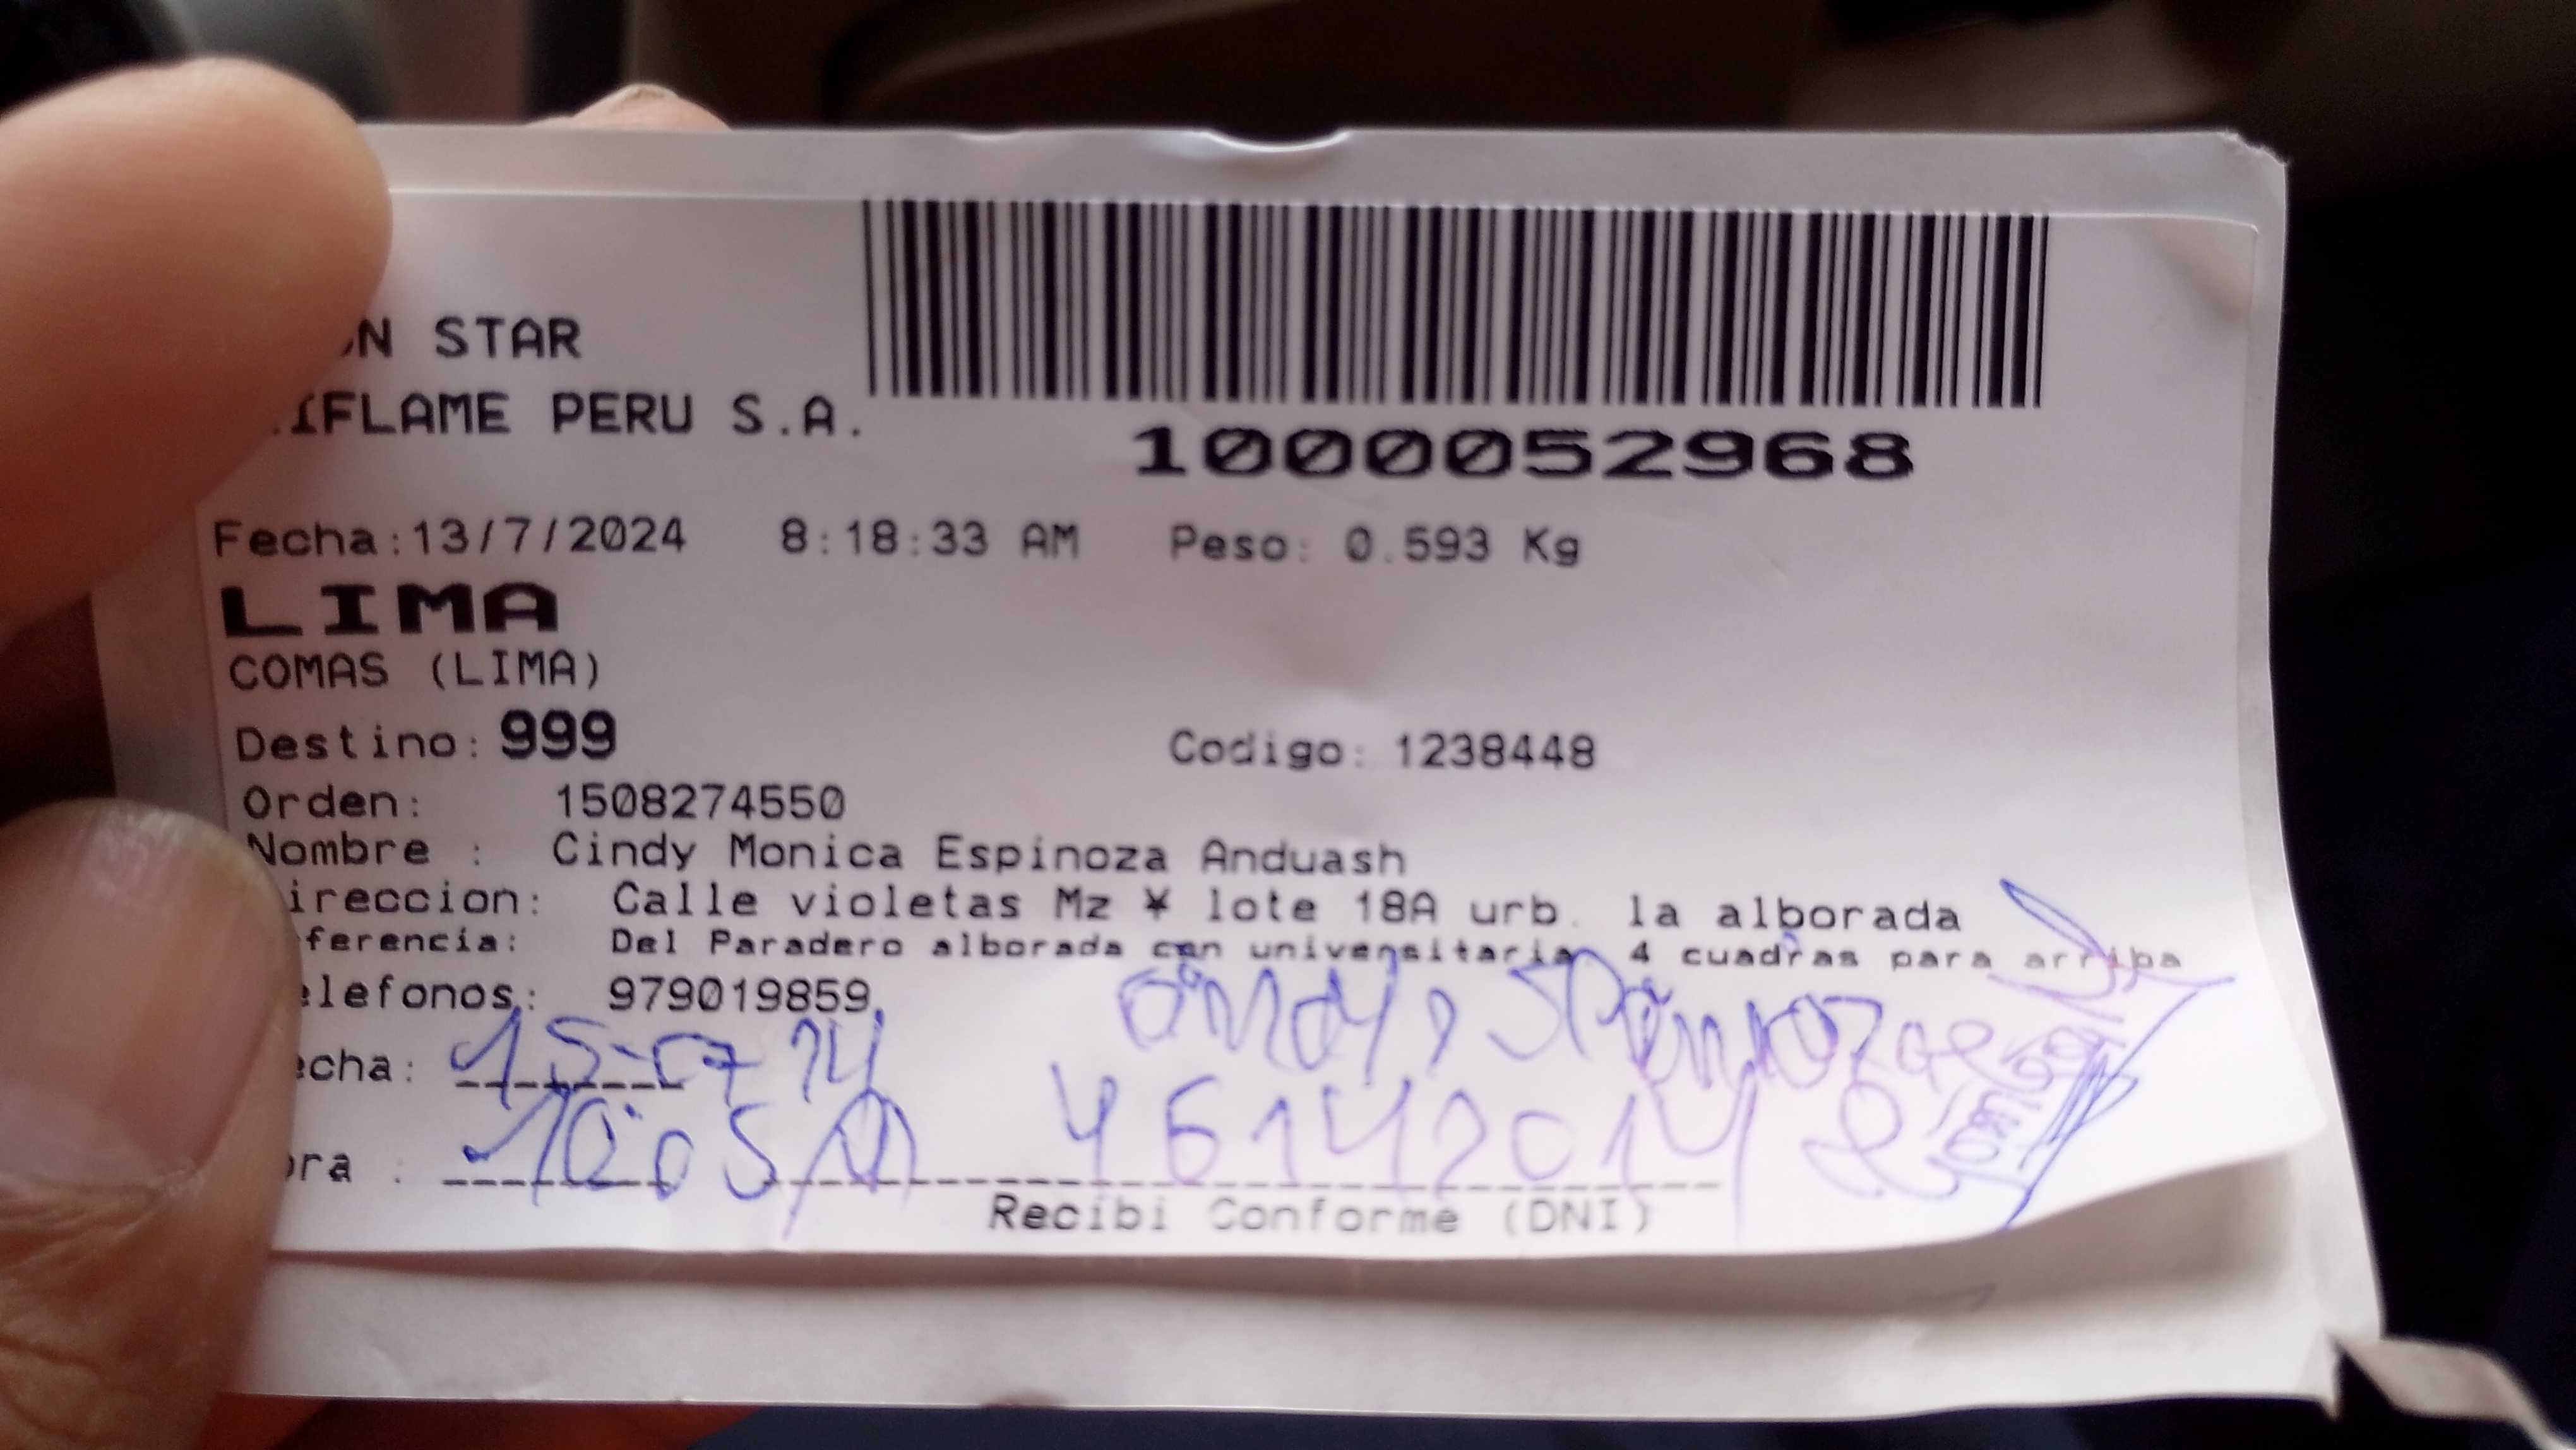 N STAR
IFLAME PERU S.A.
1000052968
Fecha:13/7/2024 8:18:33 AM Peso: 0.593 Kg
LIMA
COMAS (LIMA)
Destino: 999 Codigo: 1238448
Orden: 1508274550
Nombre : Cindy Monica Espinoza Anduash
ireccion: Calle violetas Mz ¥ lote 18A urb. la alborada
ferencia: Del Paradero alborada con universitaria, 4 cuadras para arriba
elefonos.: 979019859
echa: 15-07 24
ora : 10:05 46142014
Recibi Conforme (DNI)